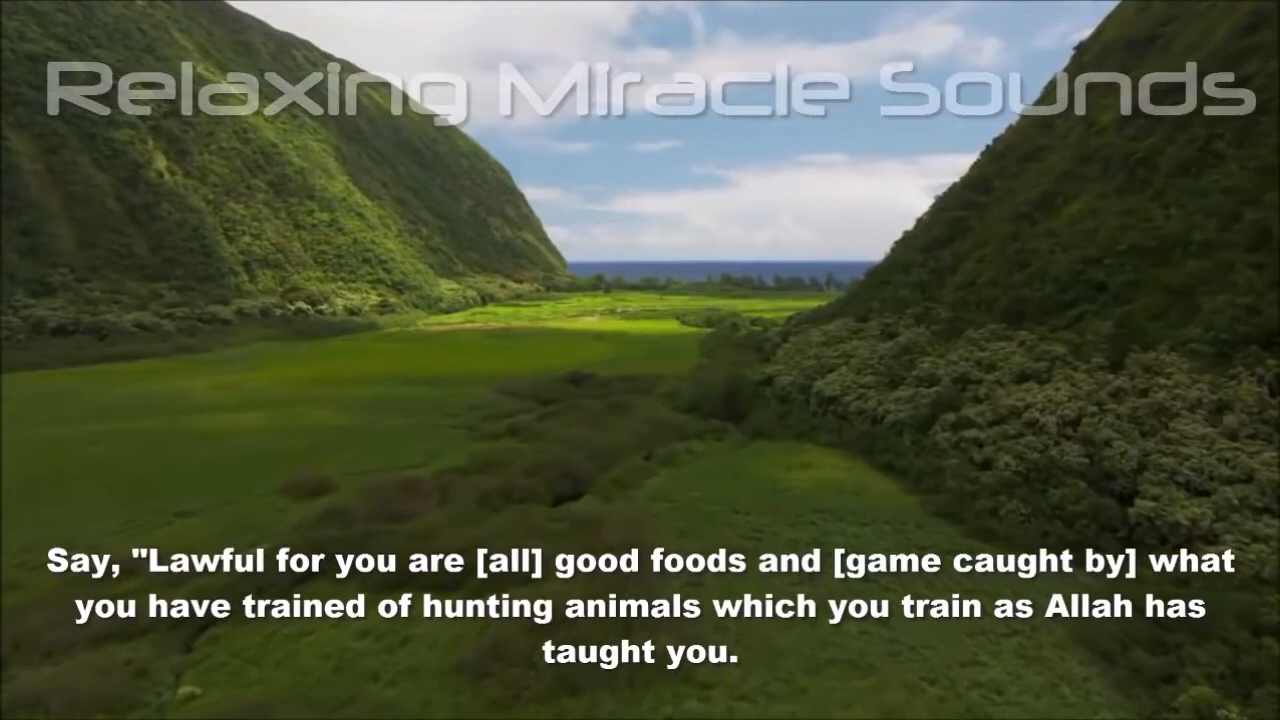 Relaxing Miracle Sounds
Say, "Lawful for you are [all] good foods and [game caught by] what
you have trained of hunting animals which you train as Allah has
taught you.